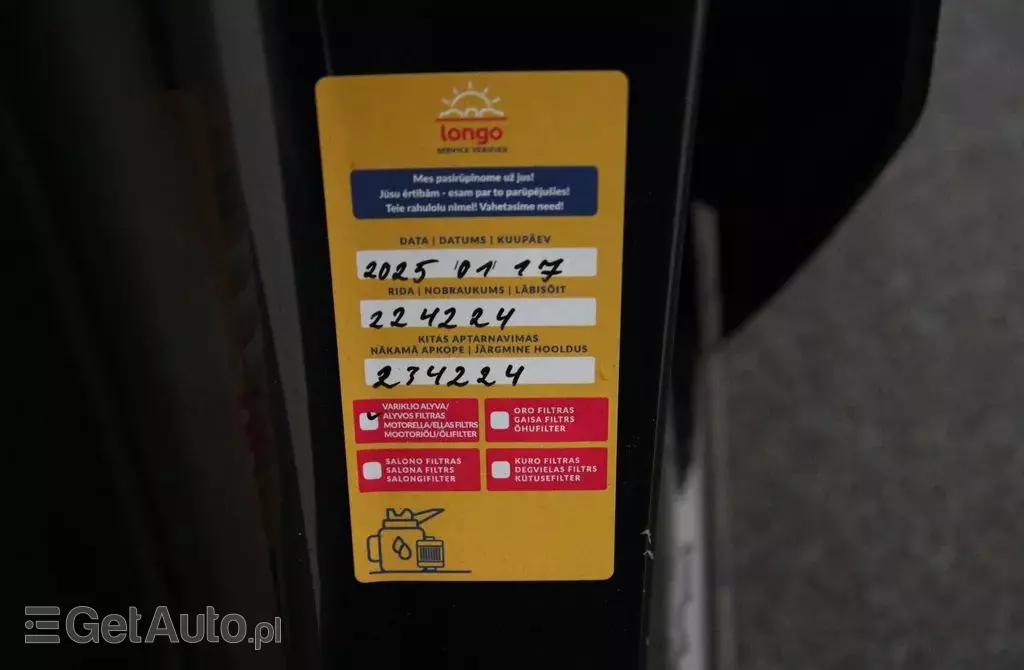 longo
SERVICE VERIFIED
Mes pasirūpinome už jus!
Jūsu ērtībām - esam par to parūpējušies!
Teie rahulolu nimel! Vahetasime need!
DATA | DATUMS | KUUPÄEV
2025 01 17
RIDA | NOBRAUKUMS | LÄBISÕIT
224224
KITAS APTARNAVIMAS
NĀKAMĀ APKOPE | JÄRGMINE HOOLDUS
234224
VARIKLIO ALYVA/
ALYVOS FILTRAS
MOTOREĻĻA/EĻĻAS FILTRS
MOOTORIÕLI/ÕLIFILTER
ORO FILTRAS
GAISA FILTRS
ÕHUFILTER
SALONO FILTRAS
SALONA FILTRS
SALONGIFILTER
KURO FILTRAS
DEGVIELAS FILTRS
KÜTUSEFILTER
GetAuto.pl